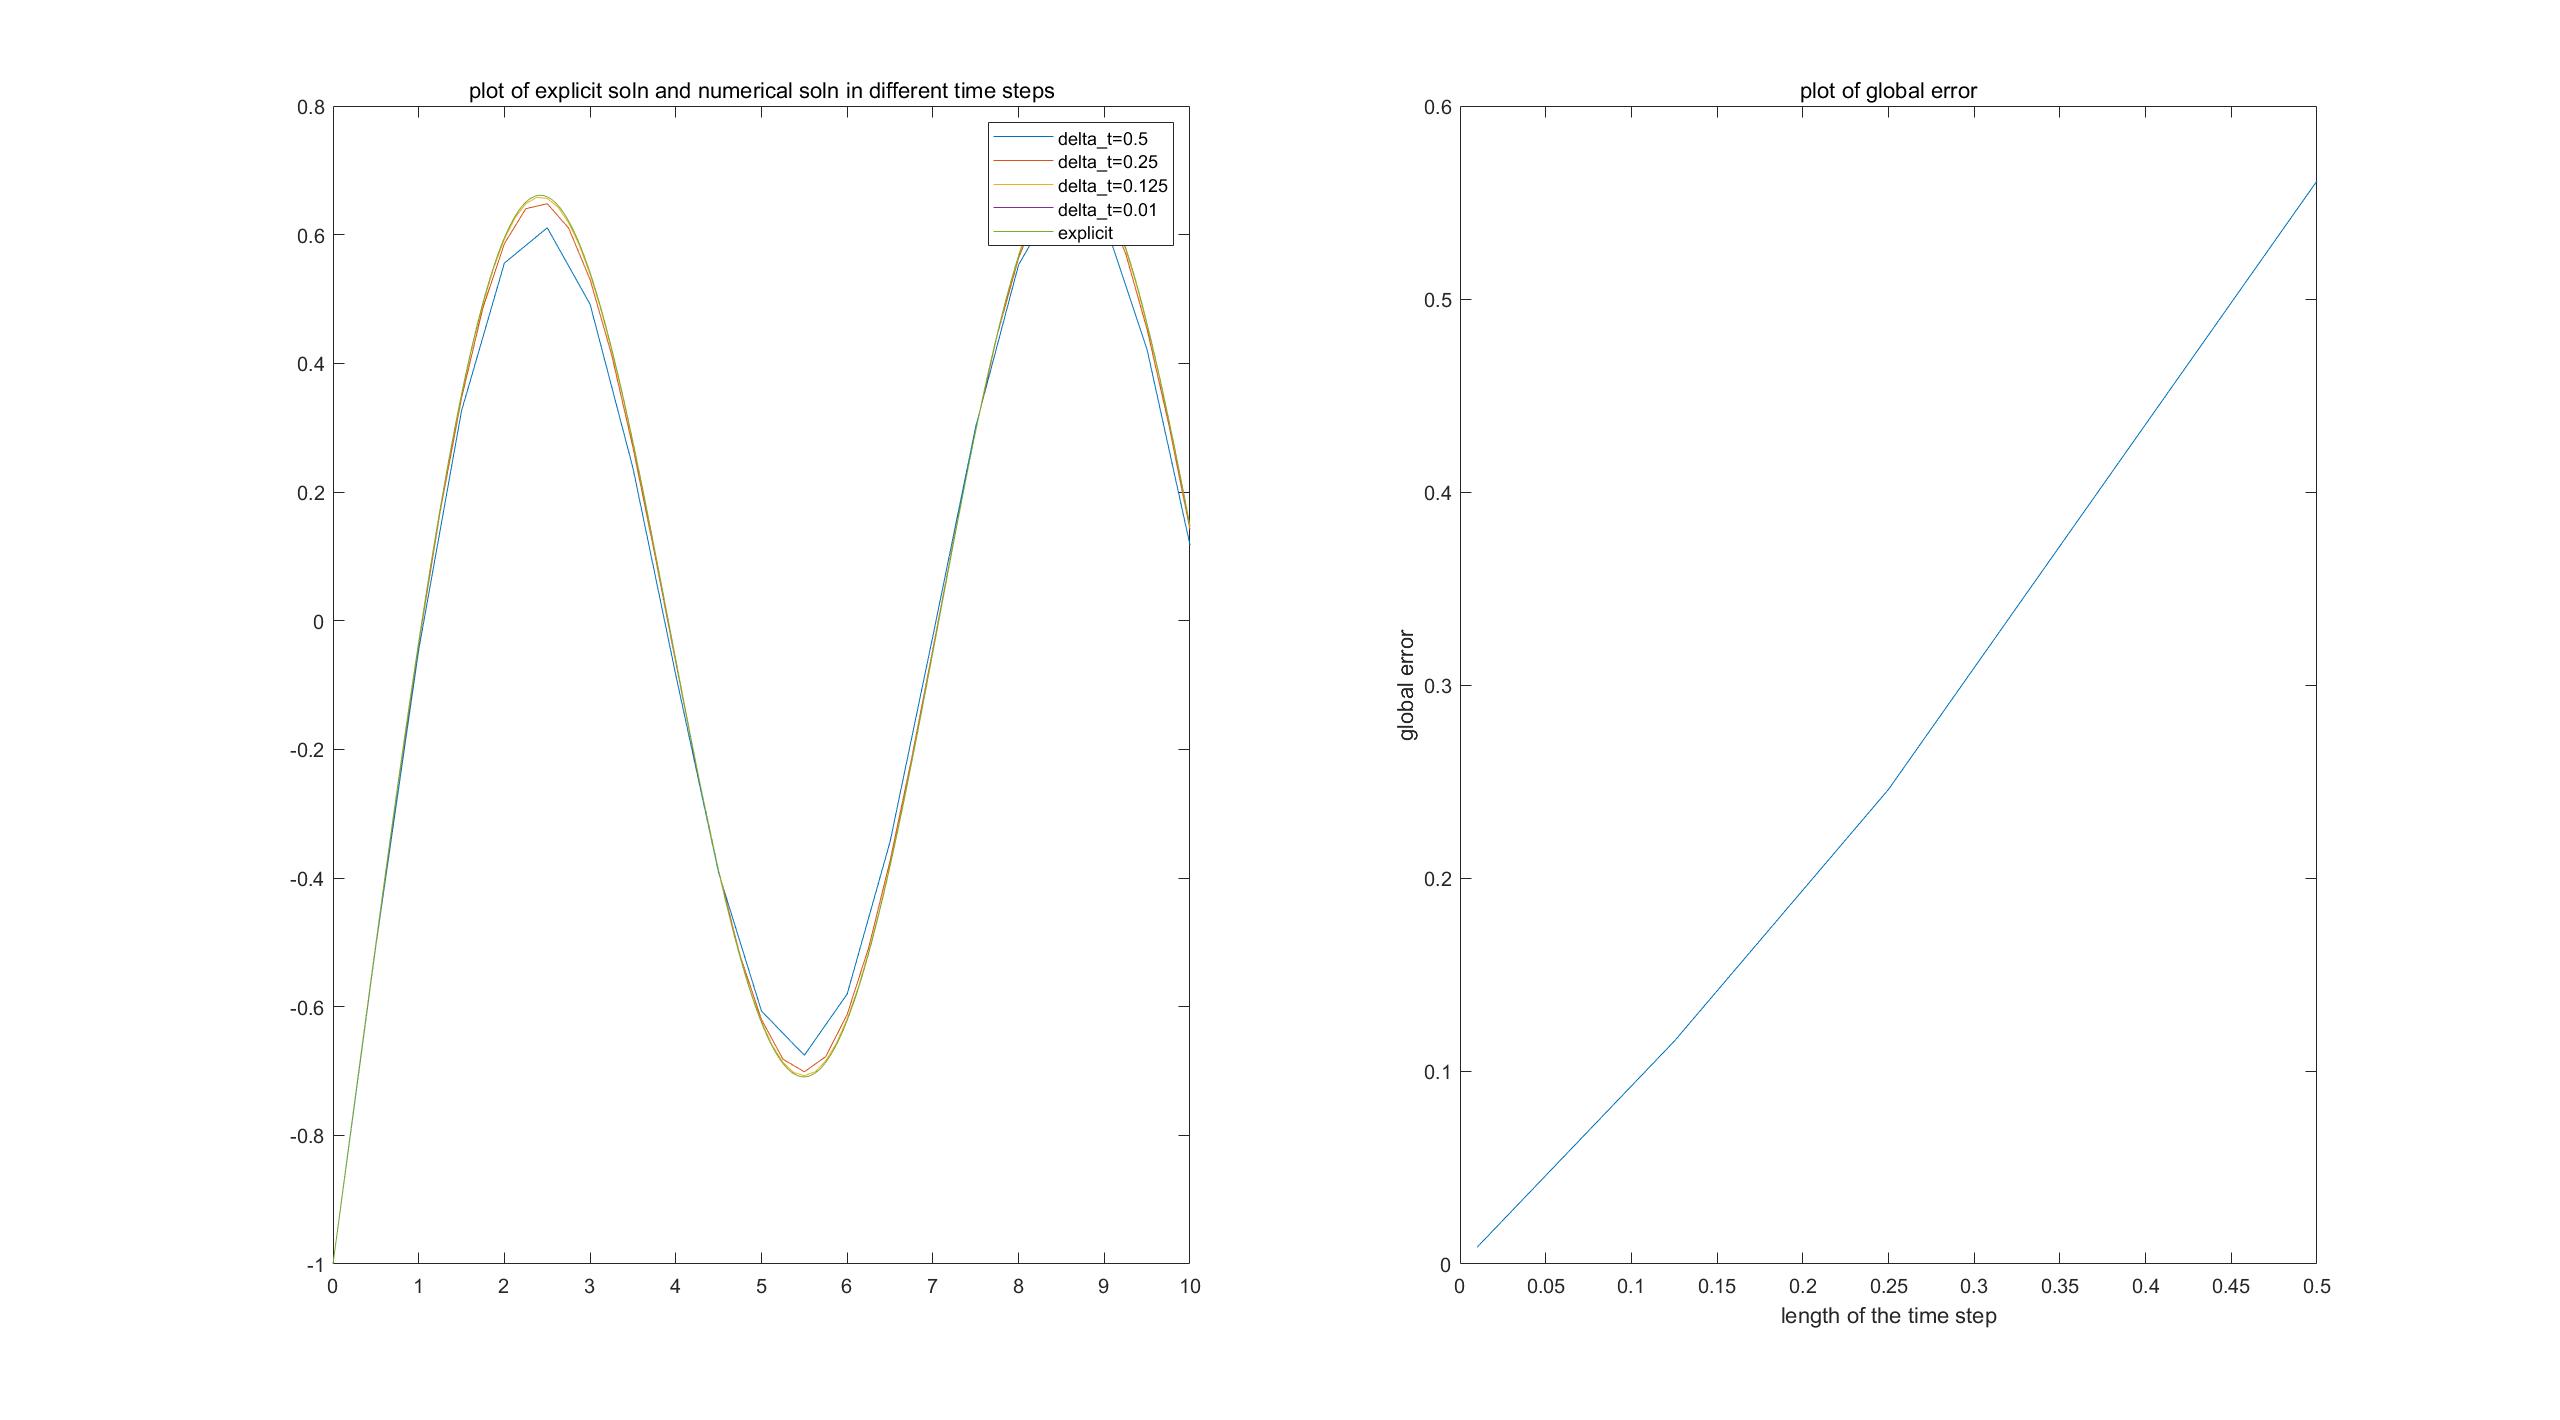 plot of explicit soln and numerical soln in different time steps
0.8
0.6
0.4
0.2
0
-0.2
-0.4
-0.6
-0.8
-1
0 1 2 3 4 5 6 7 8 9 10
delta_t=0.5
delta_t=0.25
delta_t=0.125
delta_t=0.01
explicit
plot of global error
0.6
0.5
0.4
0.3
0.2
0.1
0
global error
0 0.05 0.1 0.15 0.2 0.25 0.3 0.35 0.4 0.45 0.5
length of the time step